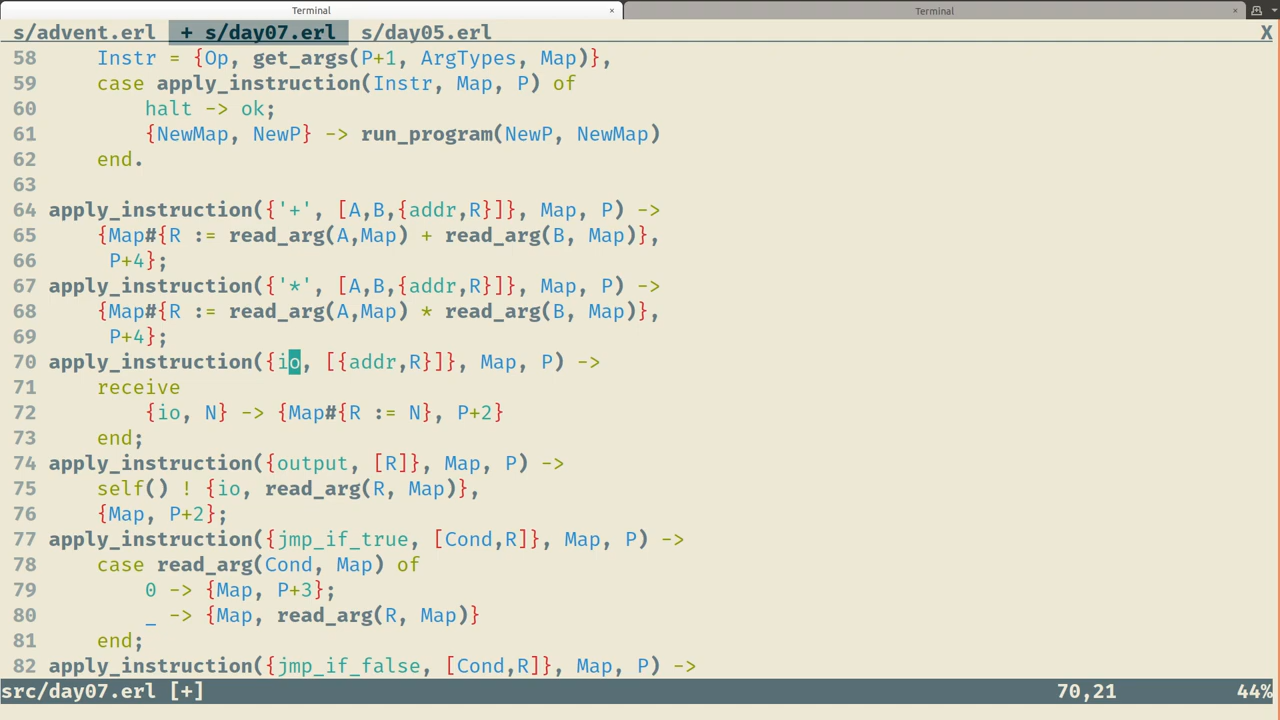 Terminal × Terminal ×
s/advent.erl + s/day07.erl s/day05.erl X
58     Instr = {Op, get_args(P+1, ArgTypes, Map)},
59     case apply_instruction(Instr, Map, P) of
60         halt -> ok;
61         {NewMap, NewP} -> run_program(NewP, NewMap)
62     end.
63
64 apply_instruction({'+', [A,B,{addr,R}]}, Map, P) ->
65     {Map#{R := read_arg(A,Map) + read_arg(B, Map)},
66      P+4};
67 apply_instruction({'*', [A,B,{addr,R}]}, Map, P) ->
68     {Map#{R := read_arg(A,Map) * read_arg(B, Map)},
69      P+4};
70 apply_instruction({io, [{addr,R}]}, Map, P) ->
71     receive
72         {io, N} -> {Map#{R := N}, P+2}
73     end;
74 apply_instruction({output, [R]}, Map, P) ->
75     self() ! {io, read_arg(R, Map)},
76     {Map, P+2};
77 apply_instruction({jmp_if_true, [Cond,R]}, Map, P) ->
78     case read_arg(Cond, Map) of
79         0 -> {Map, P+3};
80         _ -> {Map, read_arg(R, Map)}
81     end;
82 apply_instruction({jmp_if_false, [Cond,R]}, Map, P) ->
src/day07.erl [+] 70,21 44%